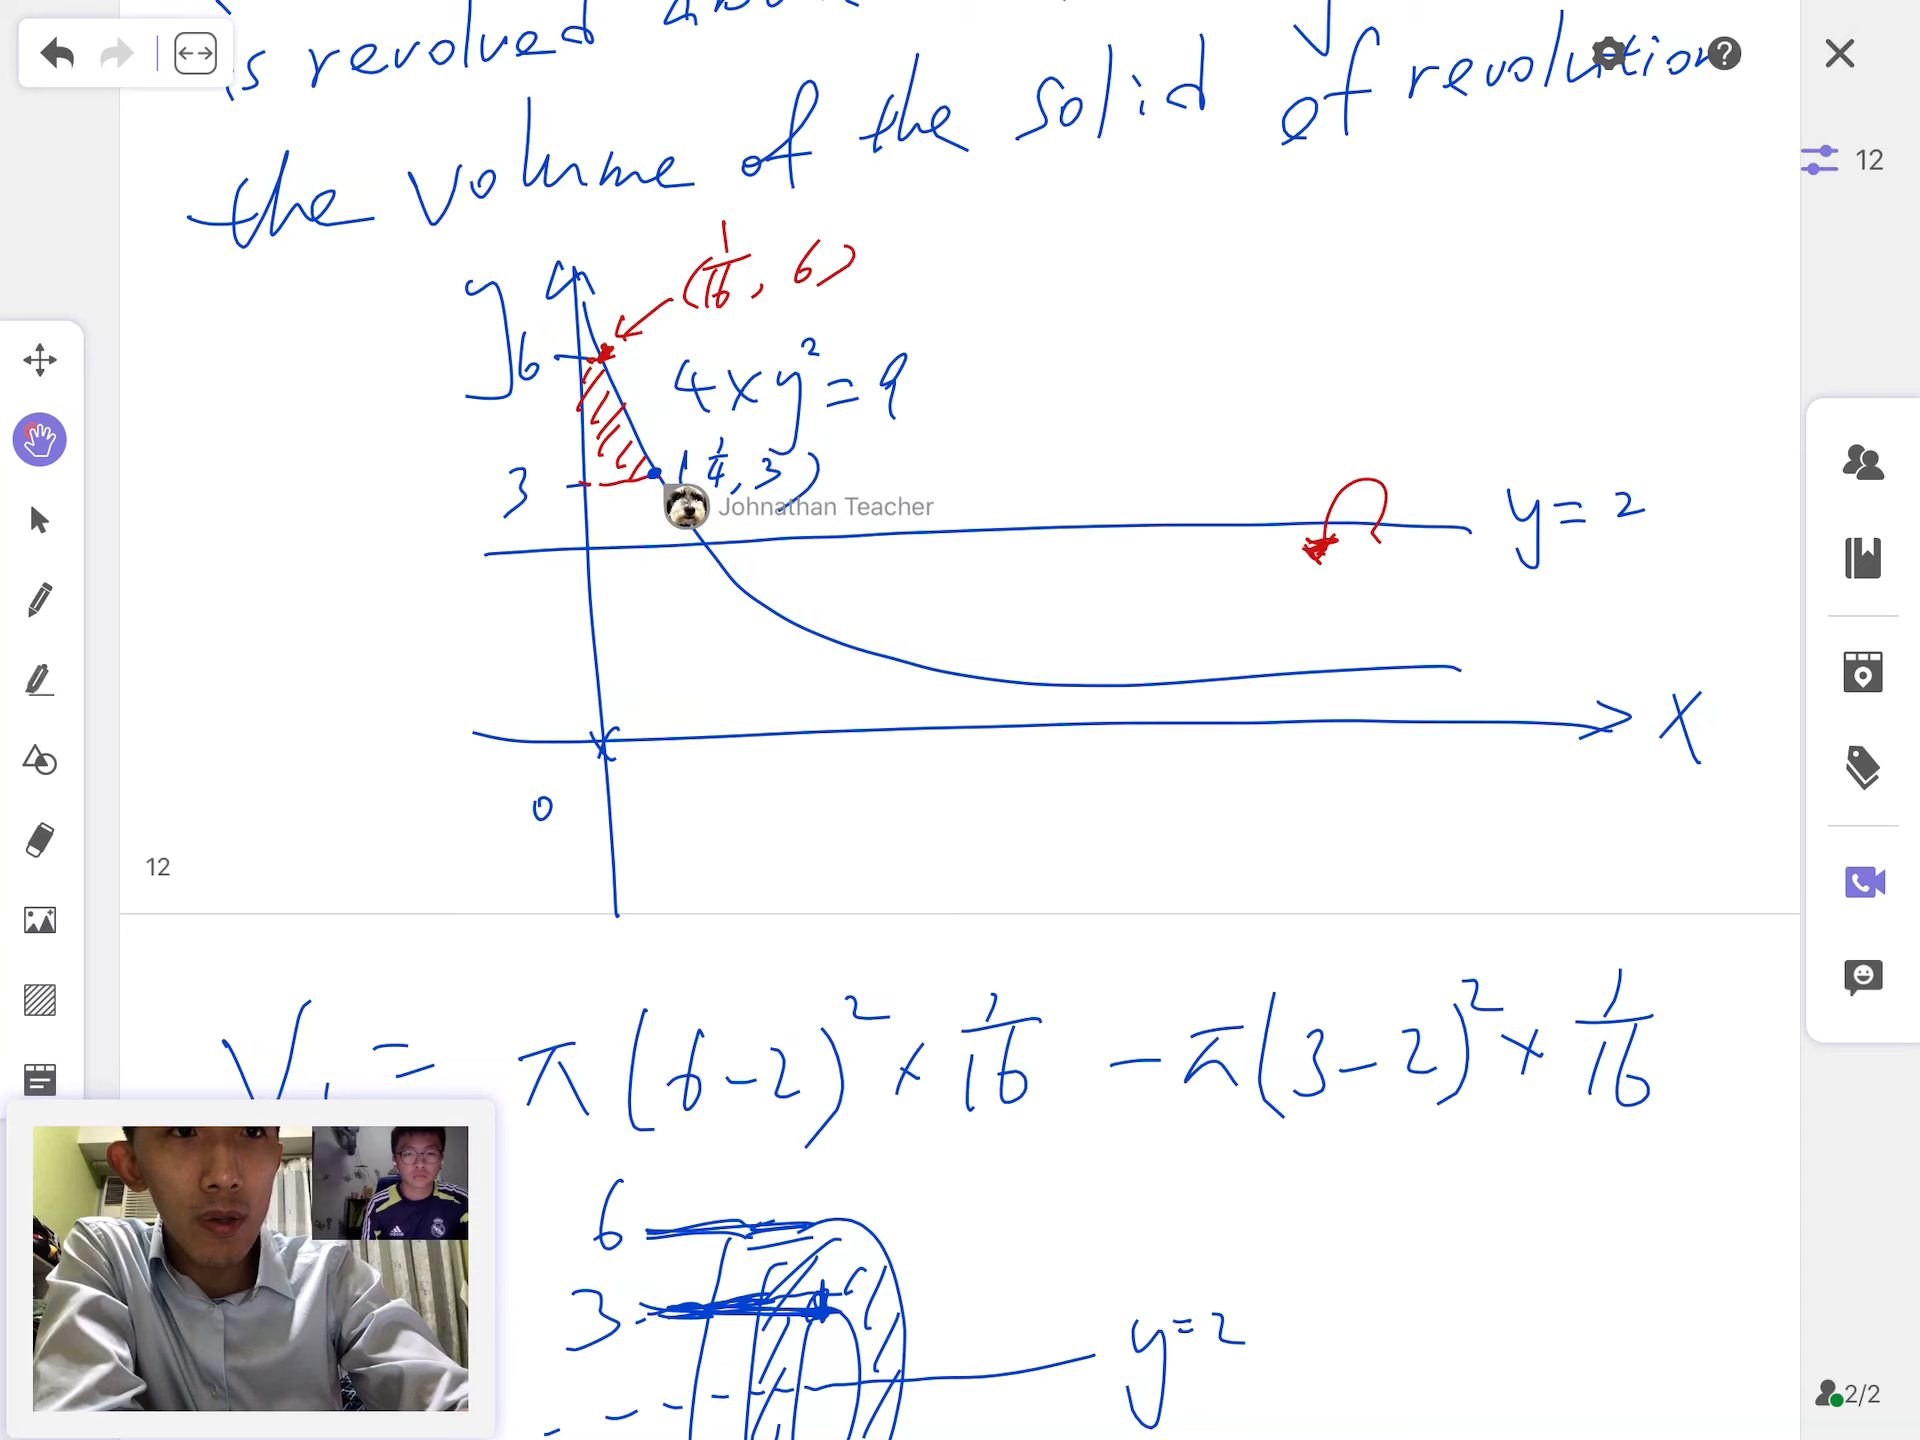 is revolved about
the volume of the solid of revolution
12
(1/16, 6)
y
6
4xy² = 9
3
(1/4, 3)
Johnathan Teacher
y = 2
x
0
12
V₁ = π(6-2)² × 1/16 - π(3-2)² × 1/16
6
3
y=2
2/2